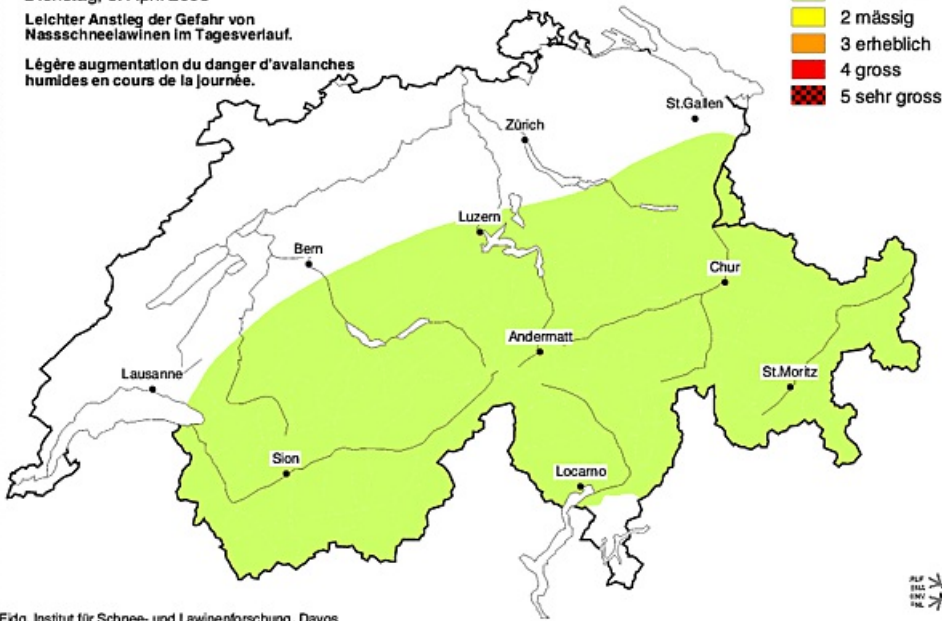 Leichter Anstieg der Gefahr von
Nassschneelawinen im Tagesverlauf.
Légère augmentation du danger d'avalanches
humides en cours de la journée.
2 mässig
3 erheblich
4 gross
5 sehr gross
St.Gallen
Zürich
Luzern
Bern
Chur
Andermatt
Lausanne
St.Moritz
Sion
Locarno
SLF
Eidg. Institut für Schnee- und Lawinenforschung, Davos